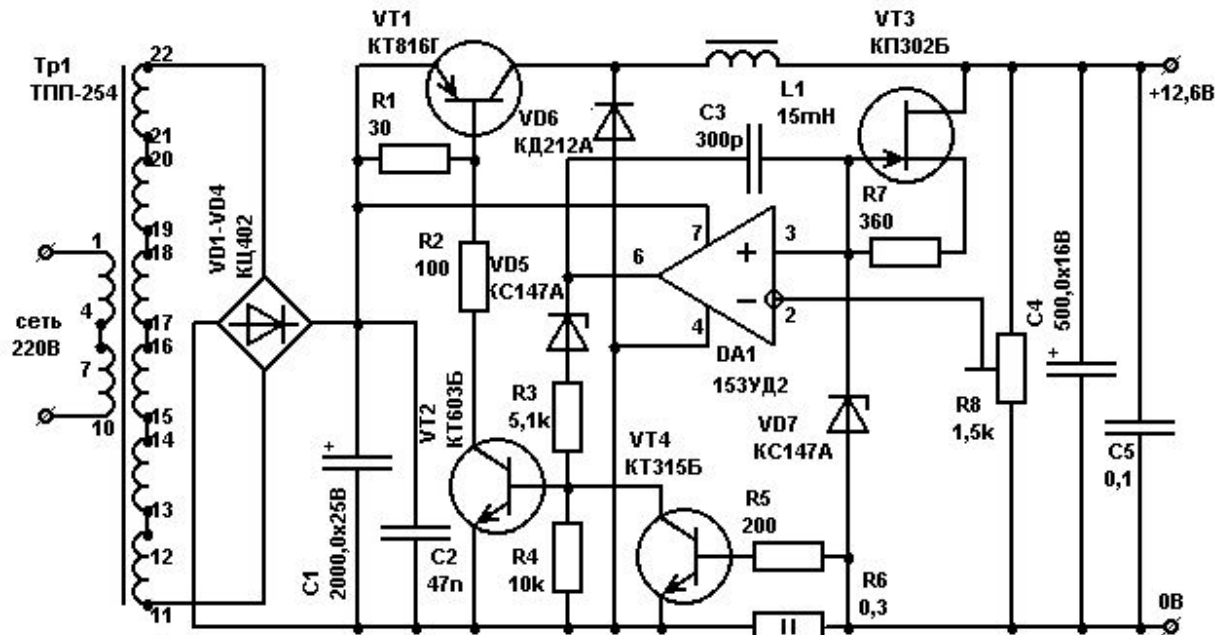 Тр1
ТПП-254
сеть
220В
1
4
7
10
22
21
20
19
18
17
16
15
14
13
12
11
VD1-VD4
КЦ402
VT1
КТ816Г
R1
30
R2
100
VD6
КД212А
VD5
КС147А
L1
15mH
C3
300p
VT3
КП302Б
R7
360
7
6
3
+
−
2
4
DA1
153УД2
R3
5,1k
R4
10k
VT2
КТ603Б
VT4
КТ315Б
VD7
КС147А
R5
200
R6
0,3
R8
1,5k
+
C1
2000,0x25В
C2
47n
+
C4
500,0x16В
C5
0,1
+12,6В
0В